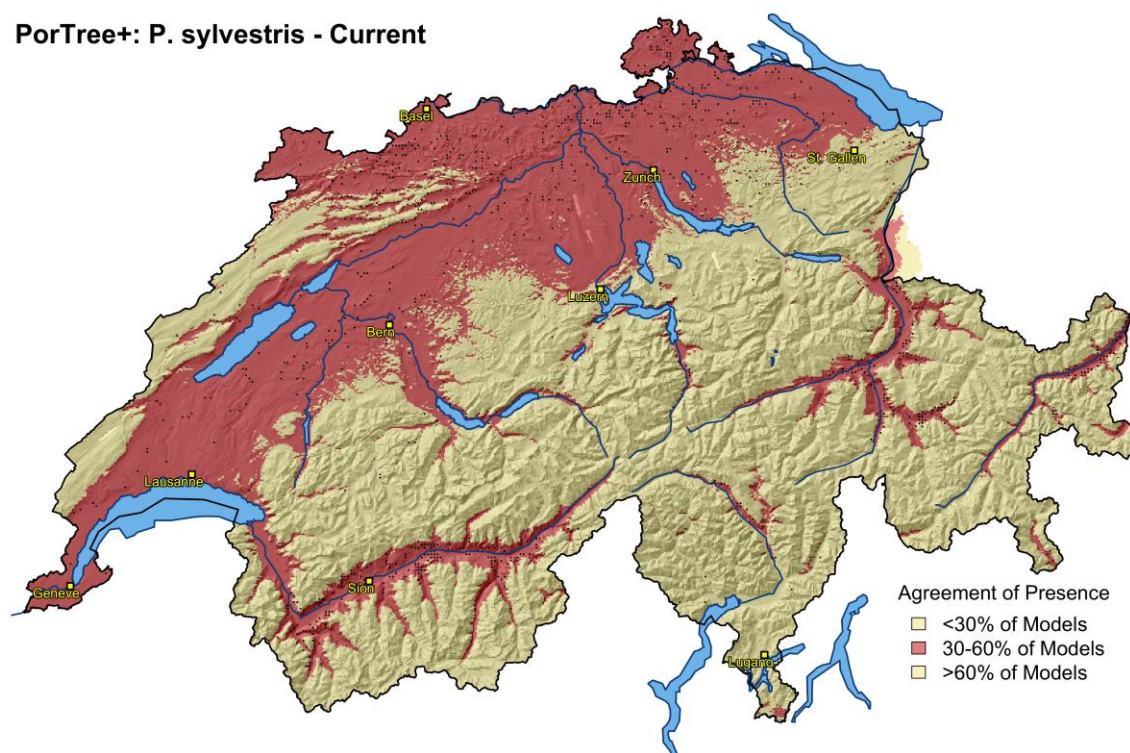 PorTree+: P. sylvestris - Current
Basel
St. Gallen
Zurich
Luzern
Bern
Lausanne
Geneve
Sion
Lugano
Agreement of Presence
<30% of Models
30-60% of Models
>60% of Models